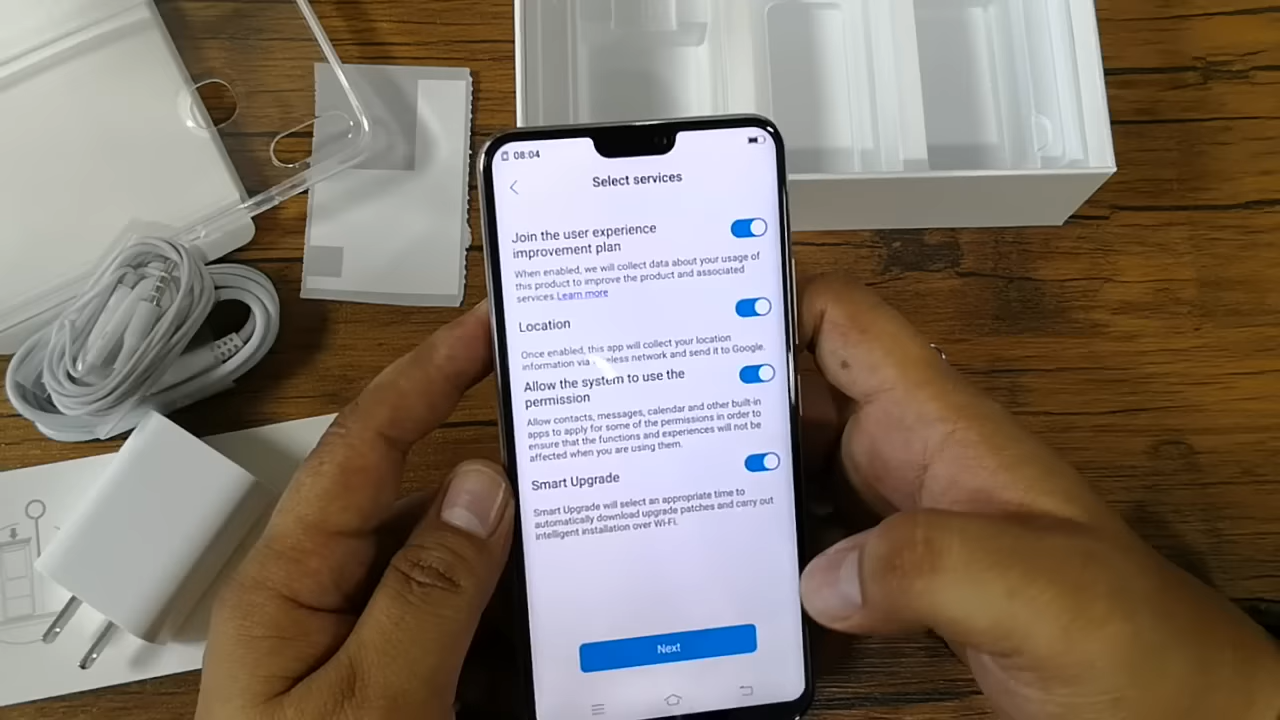 08:04
Select services
Join the user experience
improvement plan
When enabled, we will collect data about your usage of
this product to improve the product and associated
services.Learn more
Location
Once enabled, this app will collect your location
information via wireless network and send it to Google.
Allow the system to use the
permission
Allow contacts, messages, calendar and other built-in
apps to apply for some of the permissions in order to
ensure that the functions and experiences will not be
affected when you are using them.
Smart Upgrade
Smart Upgrade will select an appropriate time to
automatically download upgrade patches and carry out
intelligent installation over Wi-Fi.
Next